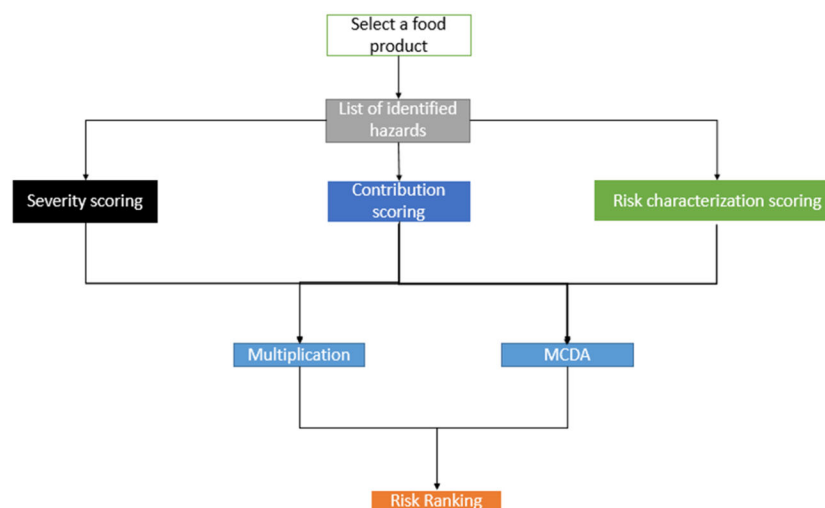 Select a food
product
List of identified
hazards
Severity scoring
Contribution
scoring
Risk characterization scoring
Multiplication
MCDA
Risk Ranking